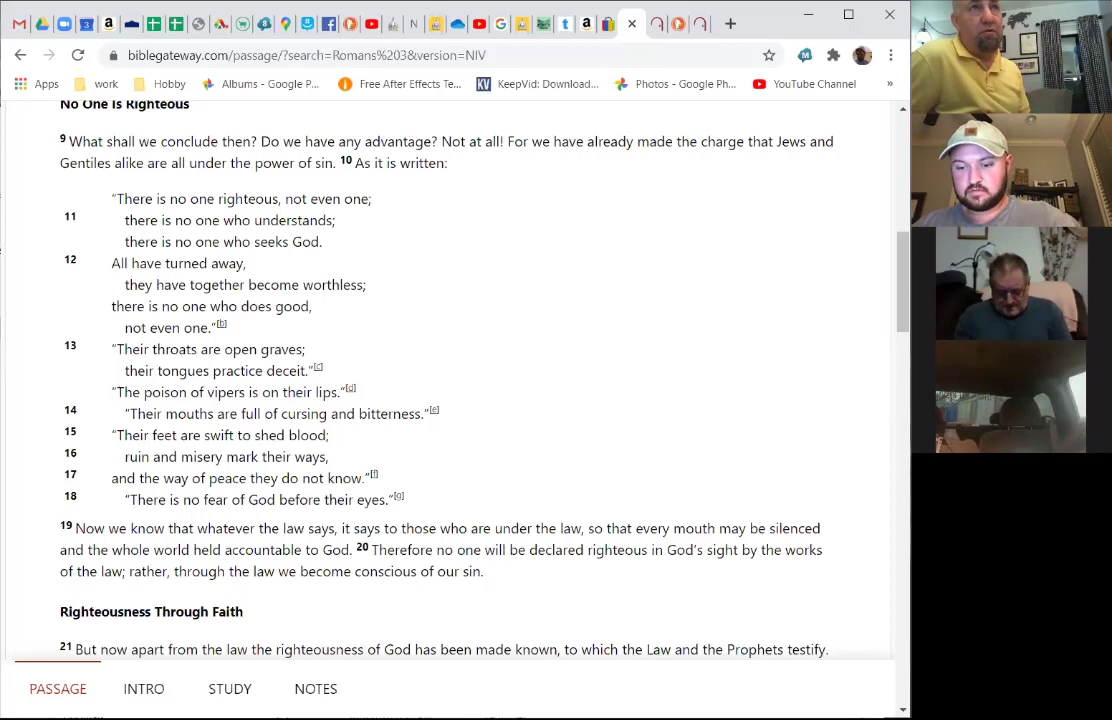 biblegateway.com/passage/?search=Romans%203&version=NIV
Apps work Hobby Albums - Google P... Free After Effects Te... KV KeepVid: Download... Photos - Google Ph... YouTube Channel »
No One Is Righteous
9 What shall we conclude then? Do we have any advantage? Not at all! For we have already made the charge that Jews and
Gentiles alike are all under the power of sin. 10 As it is written:
“There is no one righteous, not even one;
11 there is no one who understands;
there is no one who seeks God.
12 All have turned away,
they have together become worthless;
there is no one who does good,
not even one.”[b]
13 “Their throats are open graves;
their tongues practice deceit.”[c]
“The poison of vipers is on their lips.”[d]
14 “Their mouths are full of cursing and bitterness.”[e]
15 “Their feet are swift to shed blood;
16 ruin and misery mark their ways,
17 and the way of peace they do not know.”[f]
18 “There is no fear of God before their eyes.”[g]
19 Now we know that whatever the law says, it says to those who are under the law, so that every mouth may be silenced
and the whole world held accountable to God. 20 Therefore no one will be declared righteous in God’s sight by the works
of the law; rather, through the law we become conscious of our sin.
Righteousness Through Faith
21 But now apart from the law the righteousness of God has been made known, to which the Law and the Prophets testify.
PASSAGE INTRO STUDY NOTES